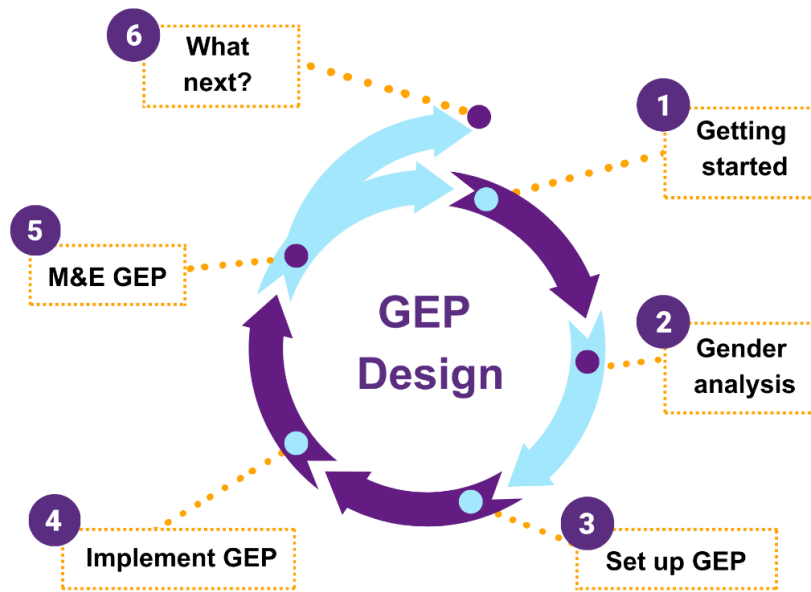 1
Getting
started
2
Gender
analysis
3
Set up GEP
4
Implement GEP
5
M&E GEP
6
What
next?
GEP
Design